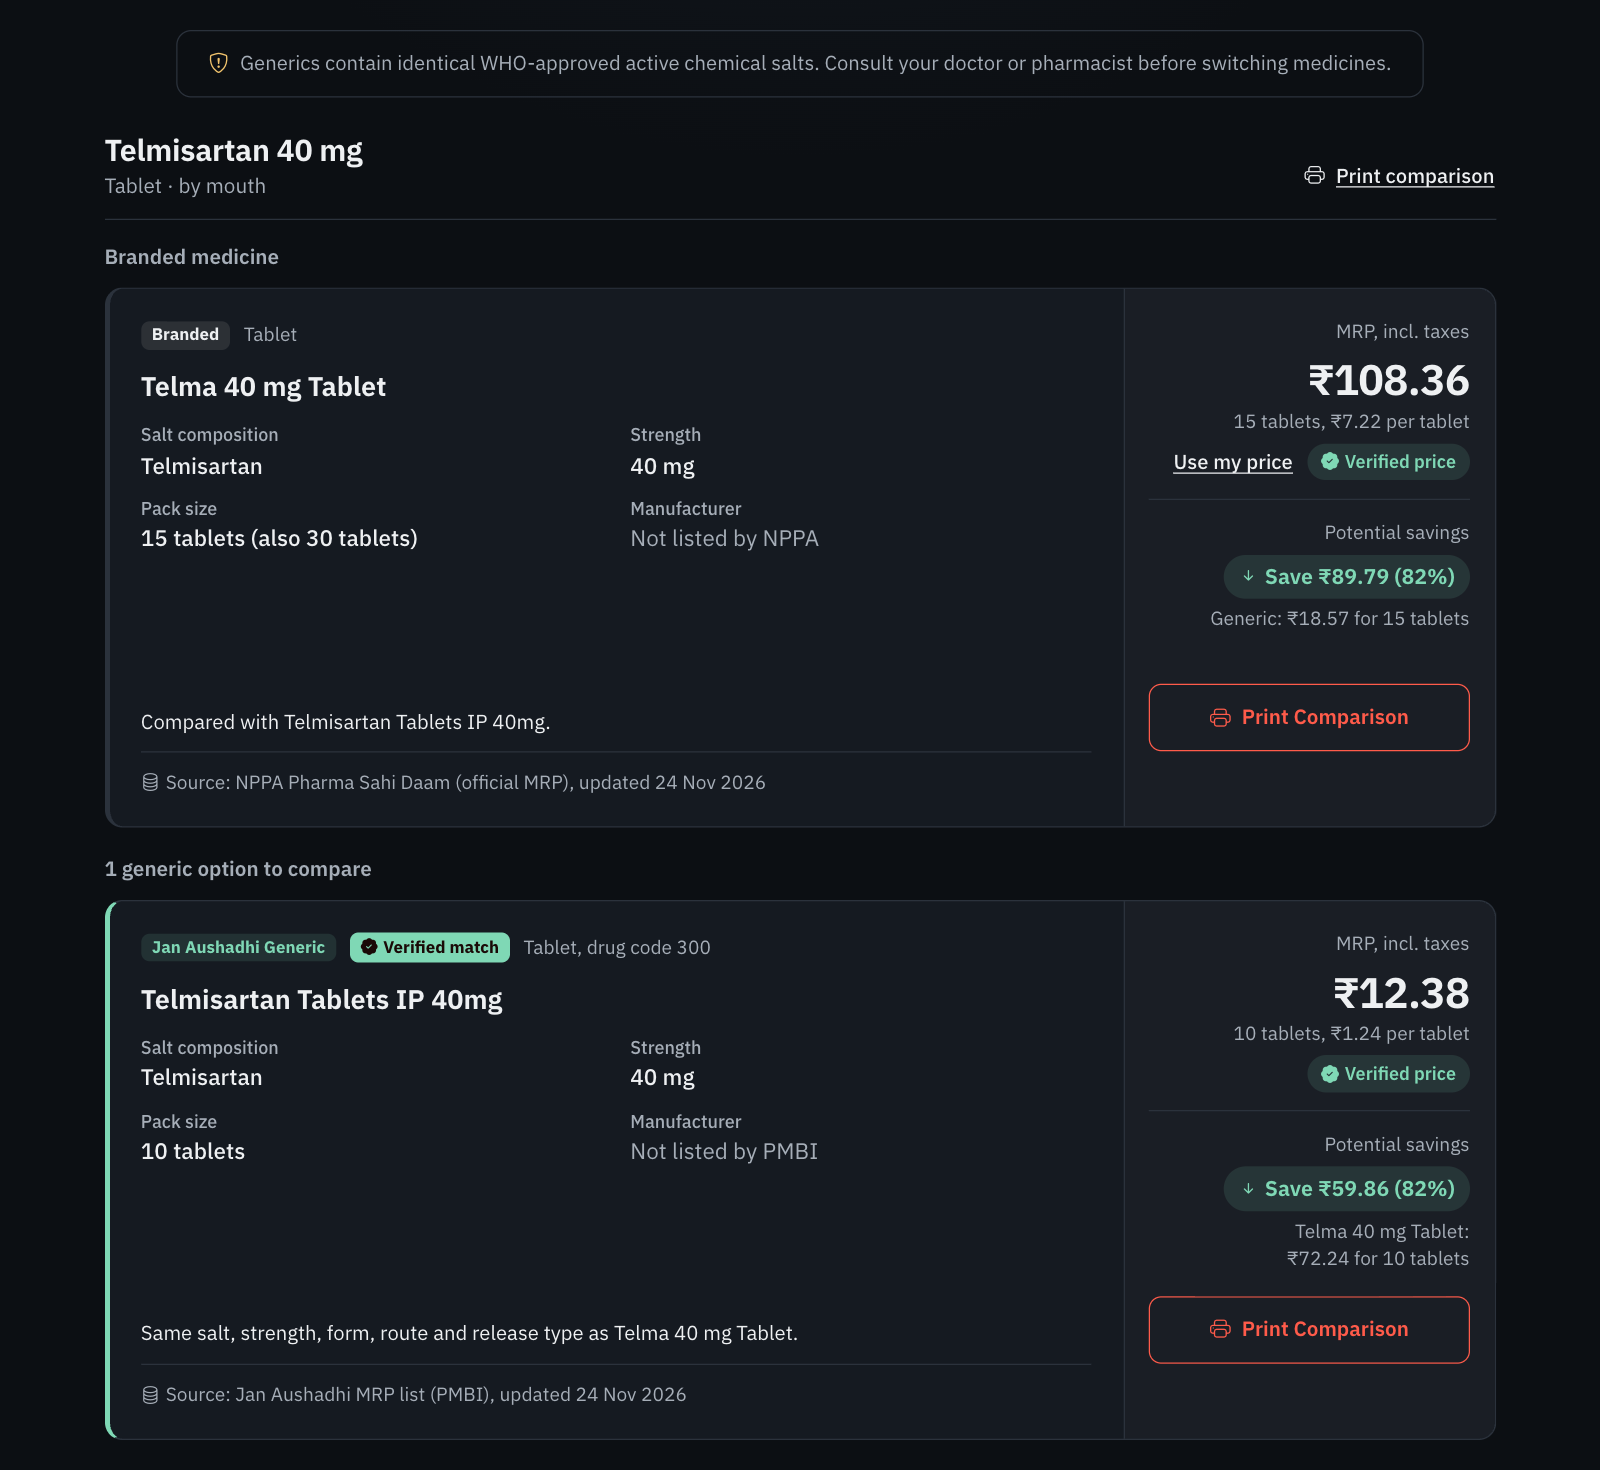 Generics contain identical WHO-approved active chemical salts. Consult your doctor or pharmacist before switching medicines.
Telmisartan 40 mg
Tablet · by mouth
Print comparison
Branded medicine
Branded
Tablet
Telma 40 mg Tablet
Salt composition
Telmisartan
Strength
40 mg
Pack size
15 tablets (also 30 tablets)
Manufacturer
Not listed by NPPA
Compared with Telmisartan Tablets IP 40mg.
Source: NPPA Pharma Sahi Daam (official MRP), updated 24 Nov 2026
MRP, incl. taxes
₹108.36
15 tablets, ₹7.22 per tablet
Use my price
Verified price
Potential savings
↓ Save ₹89.79 (82%)
Generic: ₹18.57 for 15 tablets
Print Comparison
1 generic option to compare
Jan Aushadhi Generic
Verified match
Tablet, drug code 300
Telmisartan Tablets IP 40mg
Salt composition
Telmisartan
Strength
40 mg
Pack size
10 tablets
Manufacturer
Not listed by PMBI
Same salt, strength, form, route and release type as Telma 40 mg Tablet.
Source: Jan Aushadhi MRP list (PMBI), updated 24 Nov 2026
MRP, incl. taxes
₹12.38
10 tablets, ₹1.24 per tablet
Verified price
Potential savings
↓ Save ₹59.86 (82%)
Telma 40 mg Tablet:
₹72.24 for 10 tablets
Print Comparison